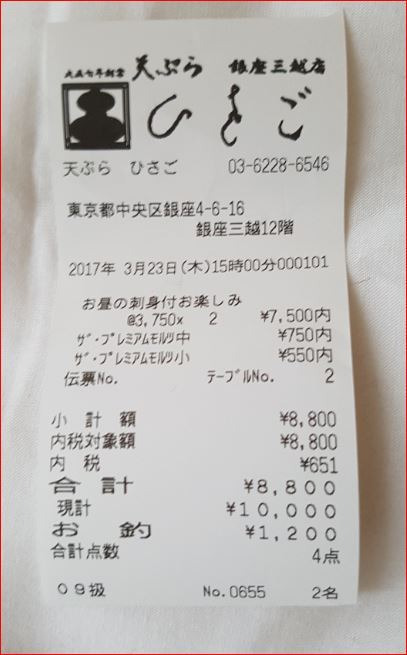 大正七年創業 天ぷら 銀座三越店
ひさご
天ぷら ひさご 03-6228-6546
東京都中央区銀座4-6-16
銀座三越12階
2017年 3月23日(木)15時00分000101
お昼の刺身付お楽しみ
@3,750x 2 ¥7,500内
ザ・プレミアムモルツ中 ¥750内
ザ・プレミアムモルツ小 ¥550内
伝票No. テーブルNo. 2
小計額 ¥8,800
内税対象額 ¥8,800
内税 ¥651
合計 ¥8,800
現計 ¥10,000
お釣 ¥1,200
合計点数 4点
09扱 No.0655 2名